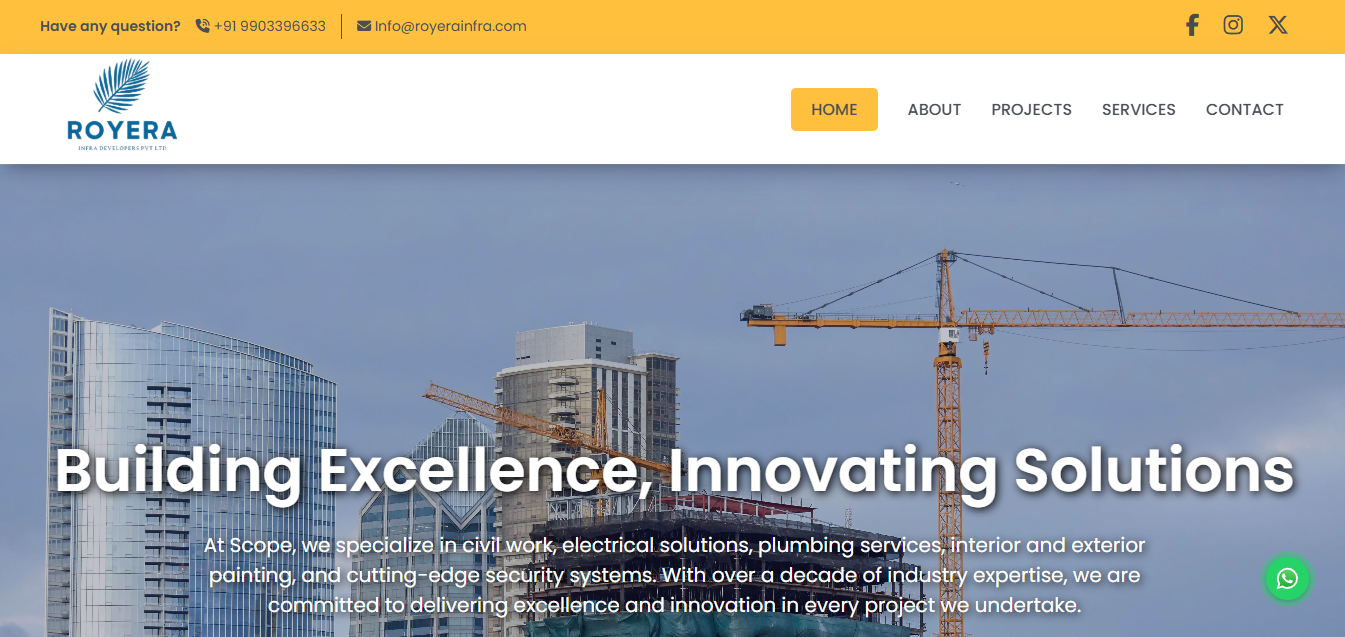 Have any question? +91 9903396633 Info@royerainfra.com
ROYERA
INFRA DEVELOPERS PVT LTD
HOME ABOUT PROJECTS SERVICES CONTACT
Building Excellence, Innovating Solutions
At Scope, we specialize in civil work, electrical solutions, plumbing services, interior and exterior
painting, and cutting-edge security systems. With over a decade of industry expertise, we are
committed to delivering excellence and innovation in every project we undertake.